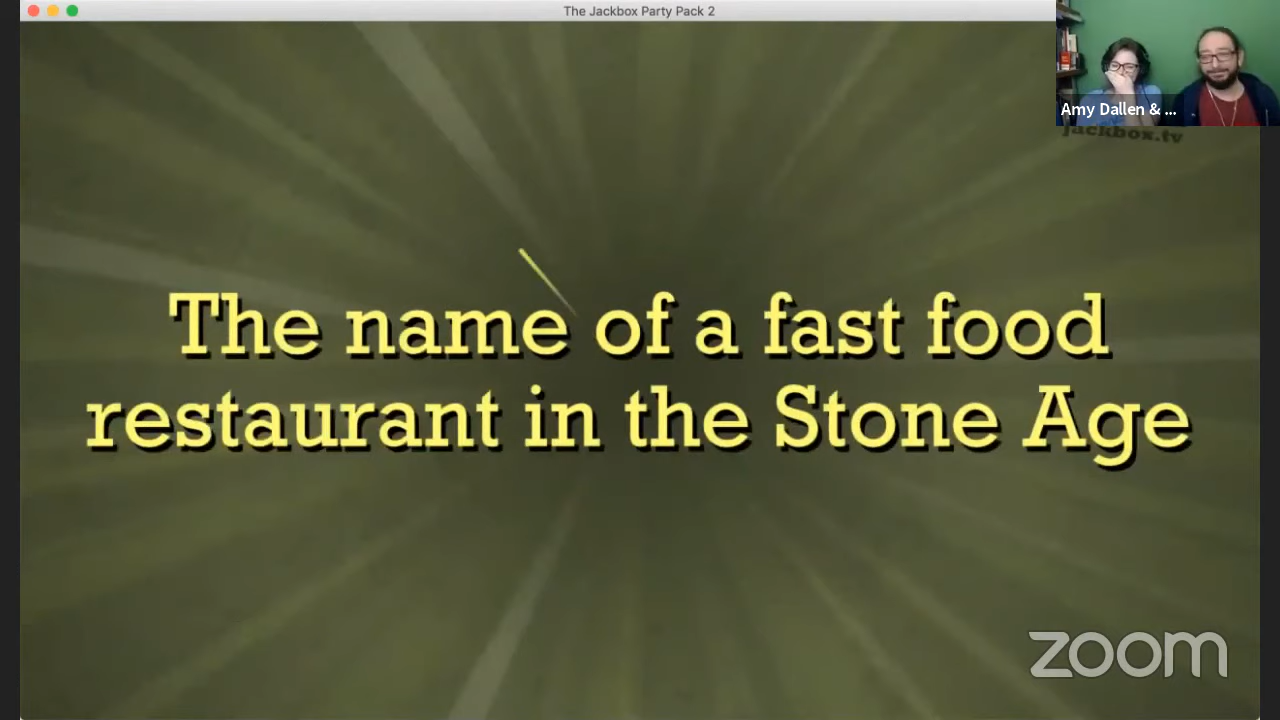 The Jackbox Party Pack 2
Amy Dallen & ...
jackbox.tv
The name of a fast food
restaurant in the Stone Age
zoom